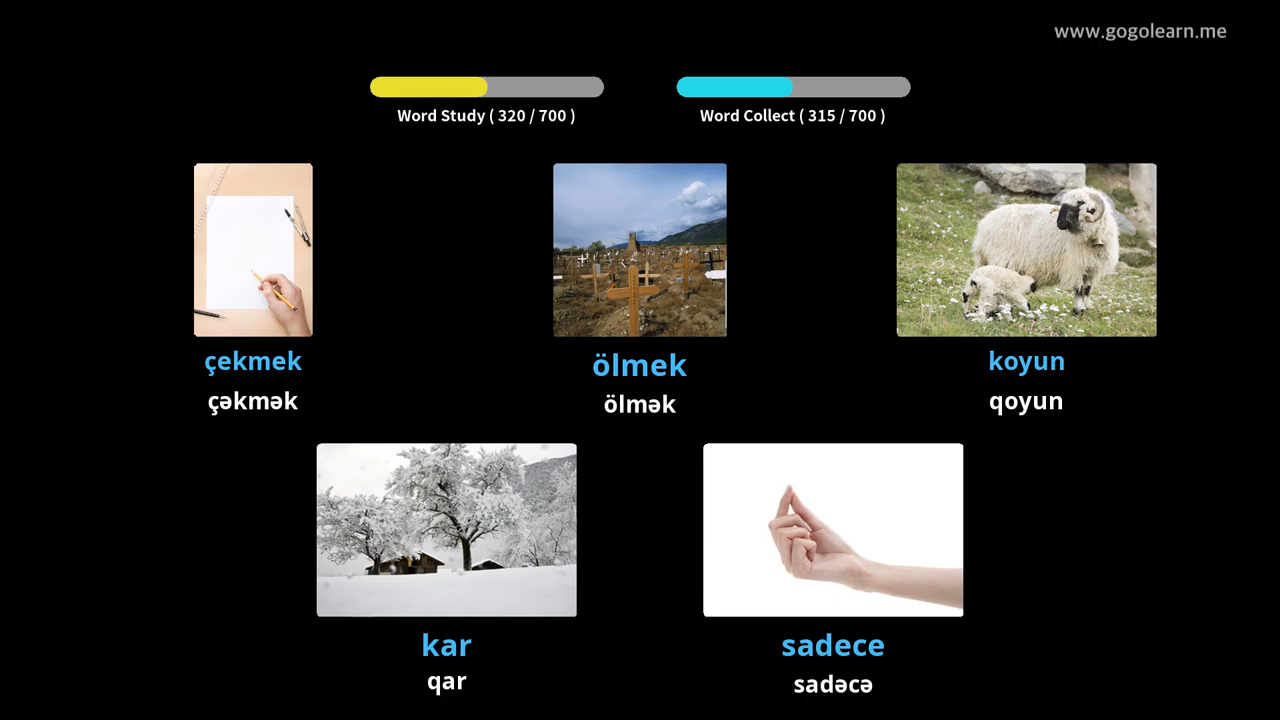 www.gogolearn.me
Word Study ( 320 / 700 )
Word Collect ( 315 / 700 )
çekmek
çəkmək
ölmek
ölmək
koyun
qoyun
kar
qar
sadece
sadəcə